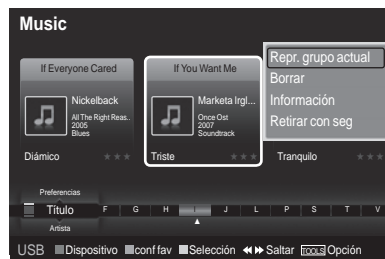 Music
If Everyone Cared
Nickelback
All The Right Reas..
2005
Blues
Diámico
If You Want Me
Marketa Irgl...
Once Ost
2007
Soundtrack
Triste
Repr. grupo actual
Borrar
Información
Retirar con seg
Tranquilo
Preferencias
Título F G H I J L P S T V
Artista
USB Dispositivo conf fav Selección Saltar TOOLS Opción